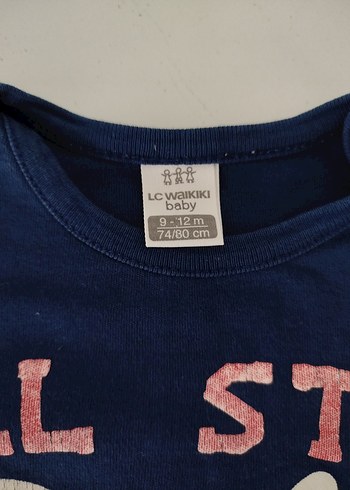 LC WAIKIKI
baby
9 - 12 m
74/80 cm
LL ST